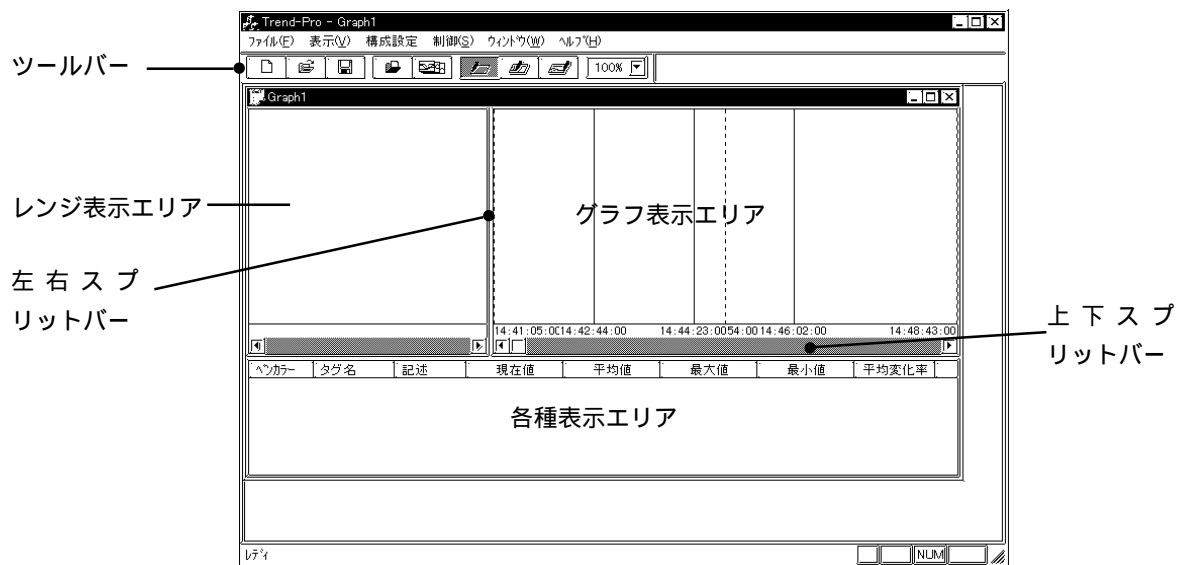 Trend-Pro - Graph1
ﾌｧｲﾙ(F) 表示(V) 構成設定 制御(S) ｳｨﾝﾄﾞｳ(W) ﾍﾙﾌﾟ(H)
ツールバー
100%
Graph1
レンジ表示エリア
グラフ表示エリア
左右スプ
リットバー
14:41:05:00 14:42:44:00 14:44:23:00 54:00 14:46:02:00 14:48:43:00
上下スプ
リットバー
ﾍﾟﾝｶﾗｰ タグ名 記述 現在値 平均値 最大値 最小値 平均変化率
各種表示エリア
ﾚﾃﾞｨ
NUM